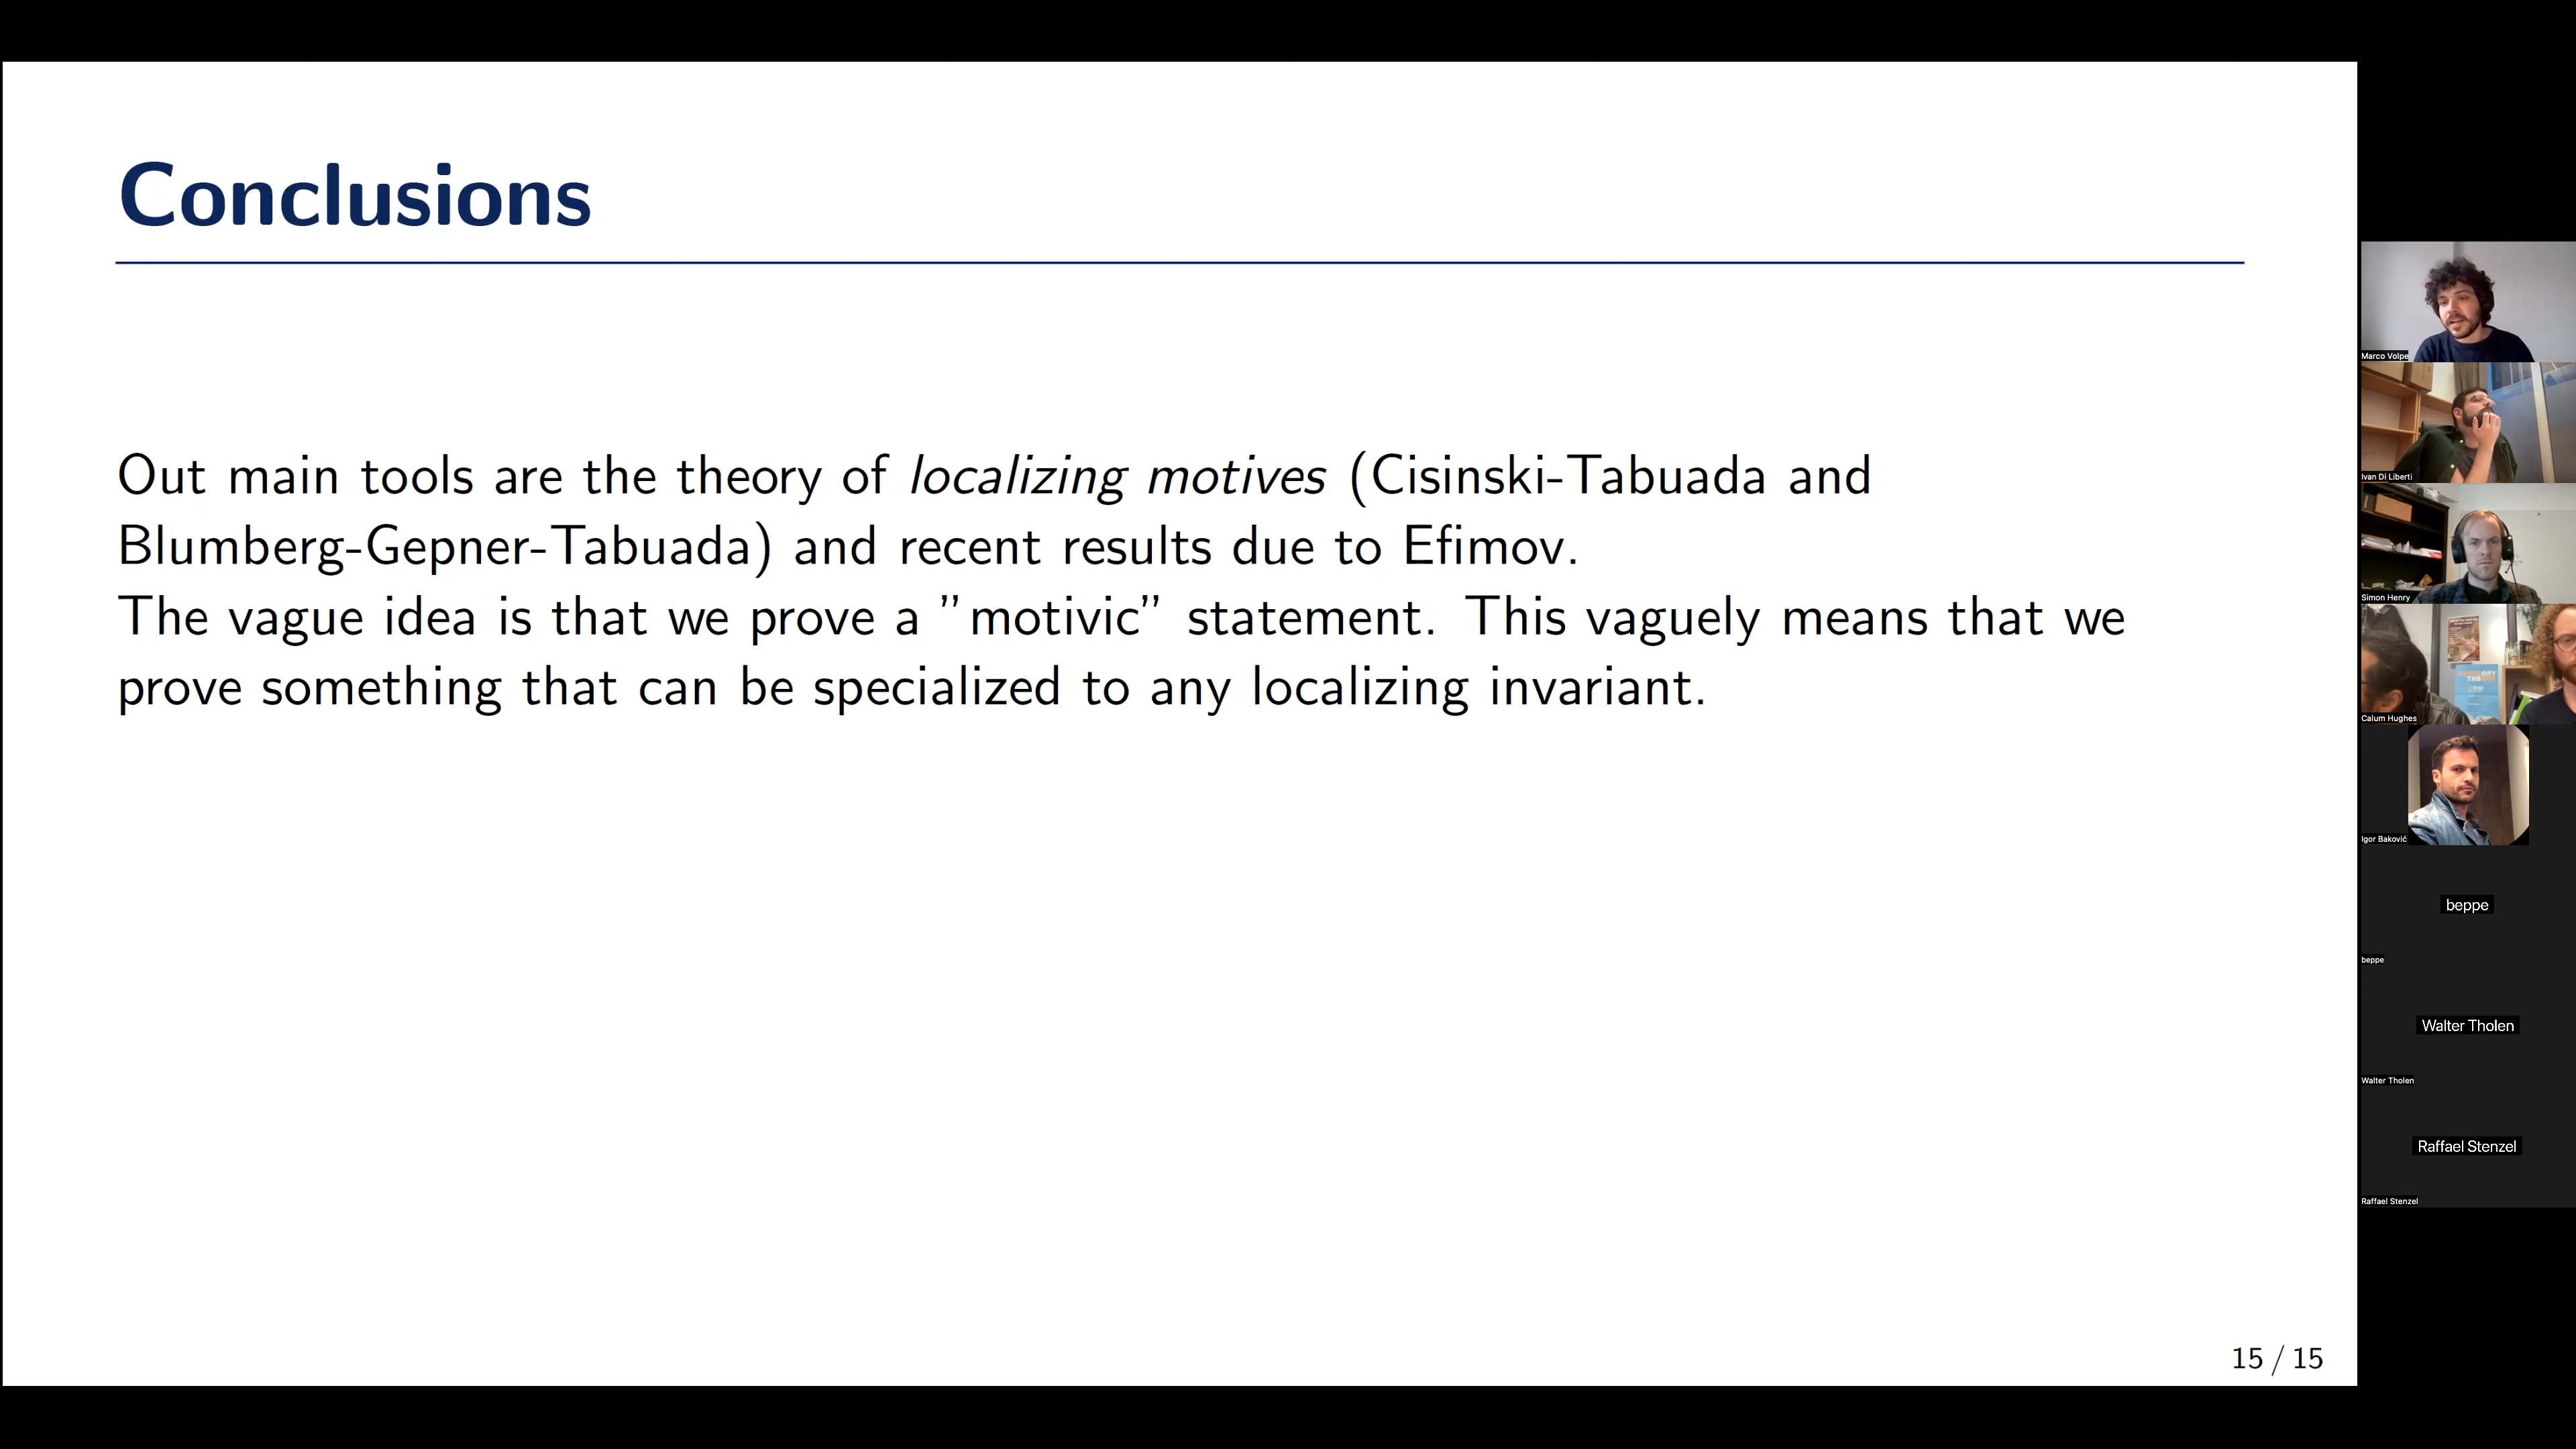 Conclusions
Out main tools are the theory of localizing motives (Cisinski-Tabuada and
Blumberg-Gepner-Tabuada) and recent results due to Efimov.
The vague idea is that we prove a ”motivic” statement. This vaguely means that we
prove something that can be specialized to any localizing invariant.
15 / 15
Marco Volpe
Ivan Di Liberti
Simon Henry
Calum Hughes
Igor Baković
beppe
beppe
Walter Tholen
Walter Tholen
Raffael Stenzel
Raffael Stenzel